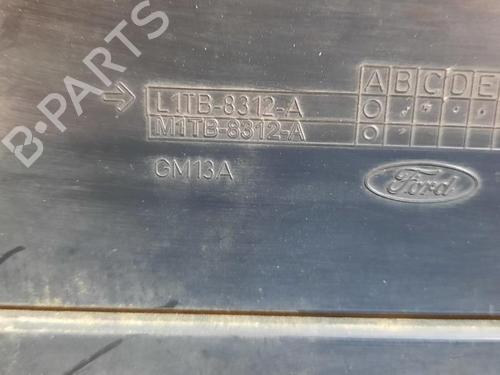 B-PARTS
A B C D E
L1TB-8312-A
M1TB-8312-A
GM13A
Ford